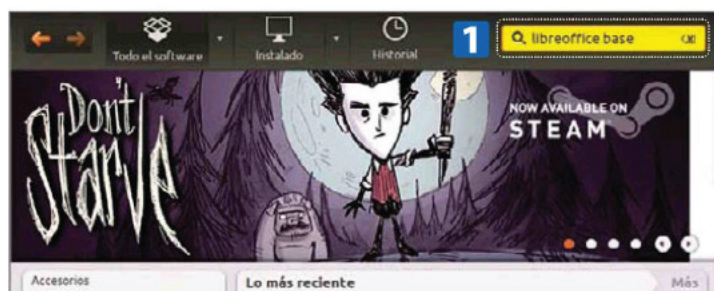 Todo el software
Instalado
Historial
1
libreoffice base
Don't
Starve
NOW AVAILABLE ON
STEAM
Accesorios
Lo más reciente
Más